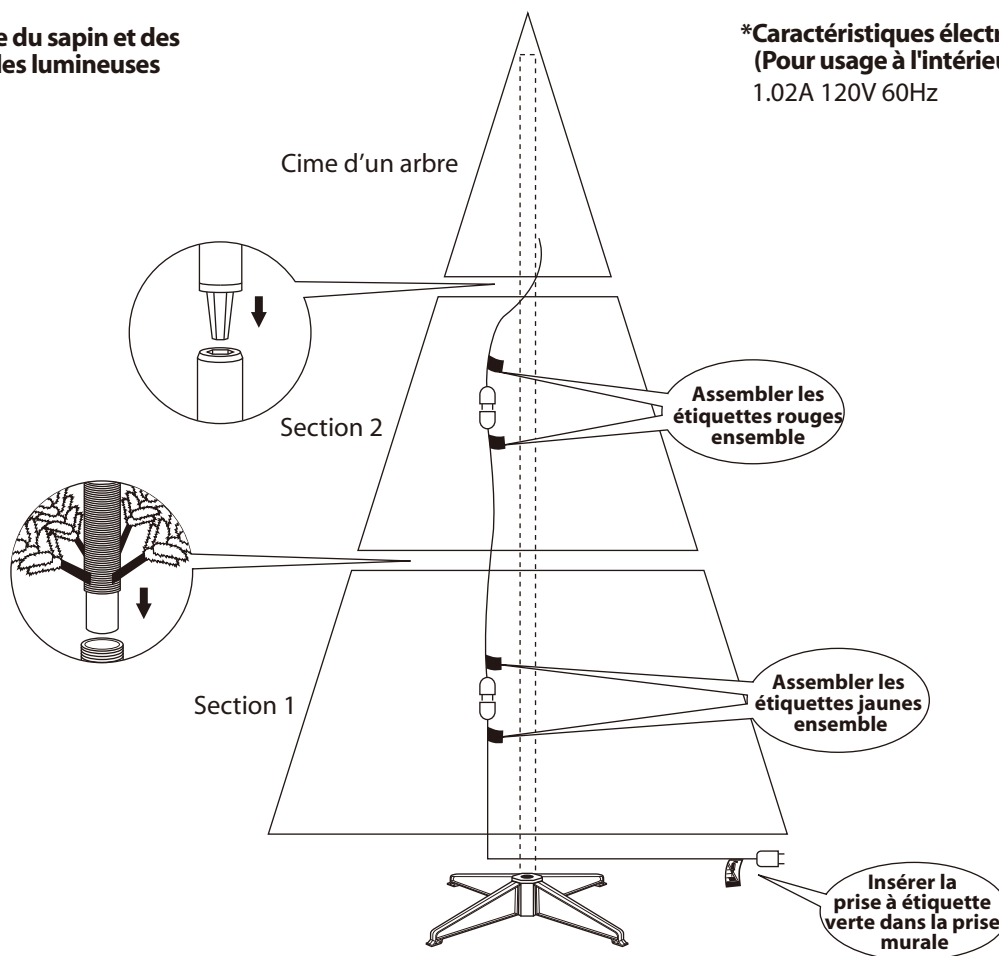 e du sapin et des
les lumineuses
*Caractéristiques électr
(Pour usage à l'intérieu
1.02A 120V 60Hz
Cime d’un arbre
Assembler les
étiquettes rouges
ensemble
Section 2
Section 1
Assembler les
étiquettes jaunes
ensemble
Insérer la
prise à étiquette
verte dans la prise
murale